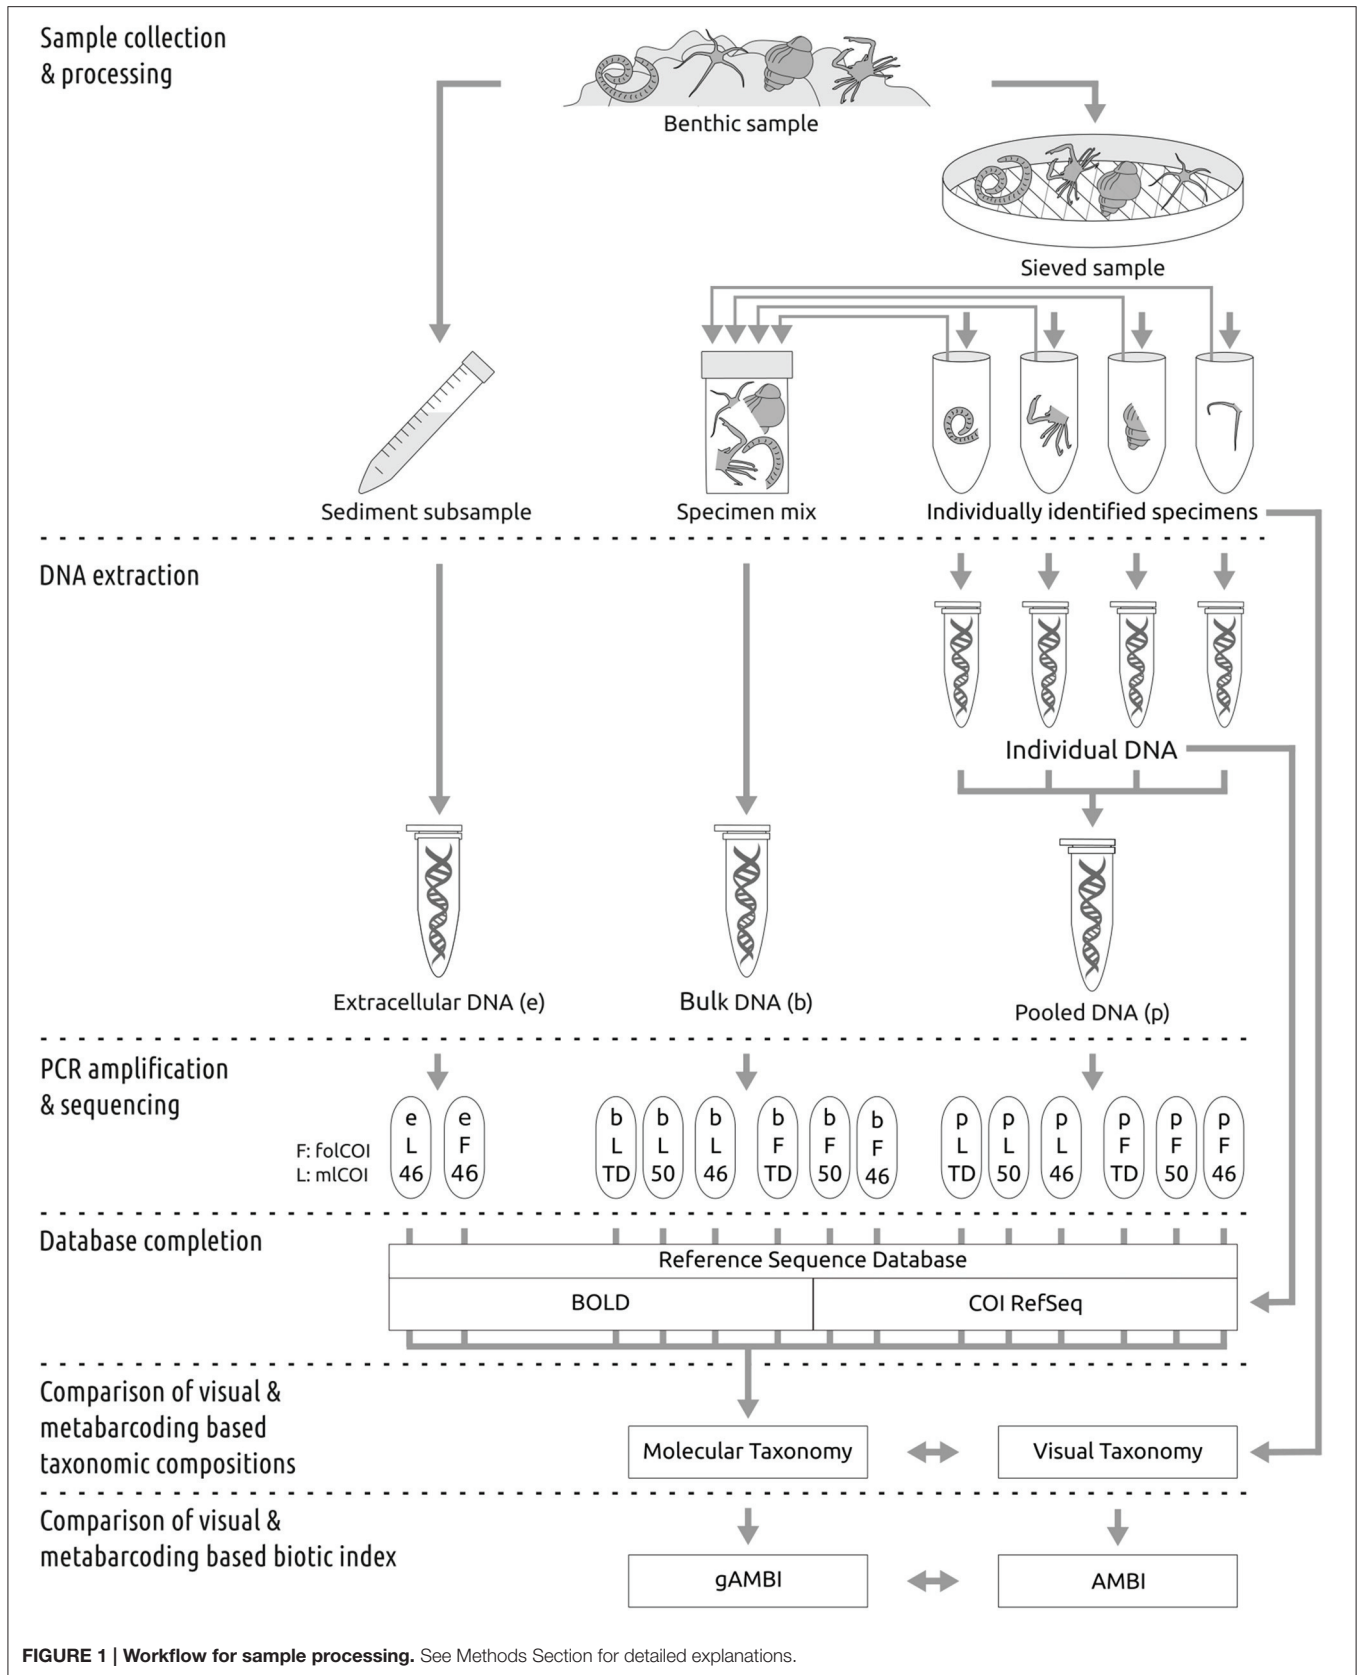 Sample collection
& processing
Benthic sample
Sieved sample
Sediment subsample
Specimen mix
Individually identified specimens
DNA extraction
Individual DNA
Extracellular DNA (e)
Bulk DNA (b)
Pooled DNA (p)
PCR amplification
& sequencing
F: folCOI
L: mlCOI
e
L
46
e
F
46
b
L
TD
b
L
50
b
L
46
b
F
TD
b
F
50
b
F
46
p
L
TD
p
L
50
p
L
46
p
F
TD
p
F
50
p
F
46
Database completion
Reference Sequence Database
BOLD
COI RefSeq
Comparison of visual &
metabarcoding based
taxonomic compositions
Molecular Taxonomy
Visual Taxonomy
Comparison of visual &
metabarcoding based biotic index
gAMBI
AMBI
FIGURE 1 | Workflow for sample processing. See Methods Section for detailed explanations.